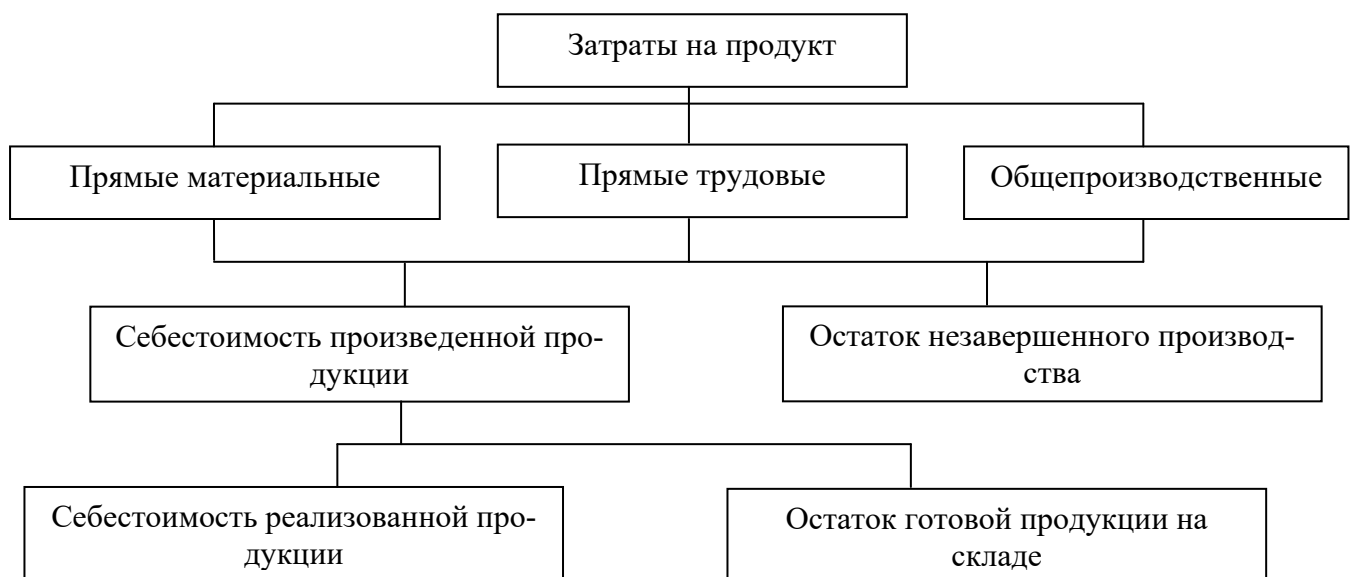 Затраты на продукт
Прямые материальные
Прямые трудовые
Общепроизводственные
Себестоимость произведенной про-
дукции
Остаток незавершенного производ-
ства
Себестоимость реализованной про-
дукции
Остаток готовой продукции на
складе